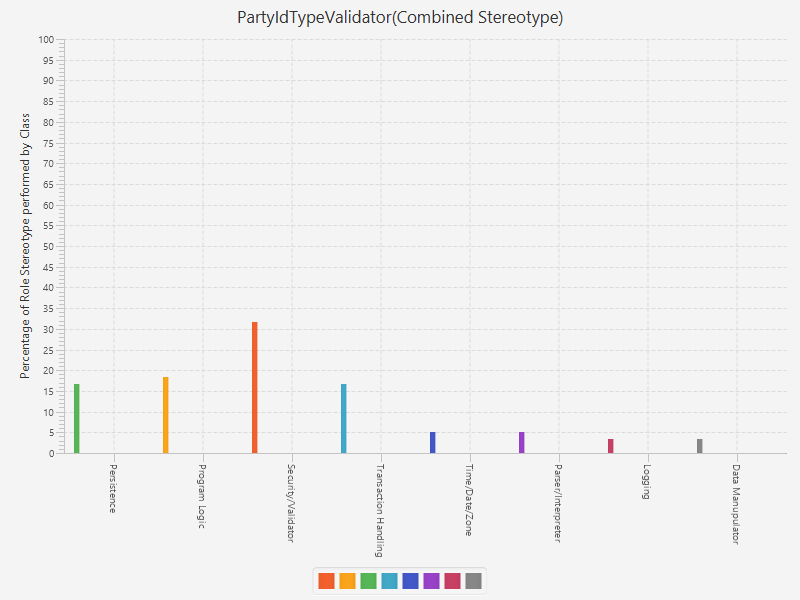 PartyIdTypeValidator(Combined Stereotype)
Percentage of Role Stereotype performed by Class
100
95
90
85
80
75
70
65
60
55
50
45
40
35
30
25
20
15
10
5
0
Persistence
Program Logic
Security/Validator
Transaction Handling
Time/Date/Zone
Parser/Interpreter
Logging
Data Manupulator